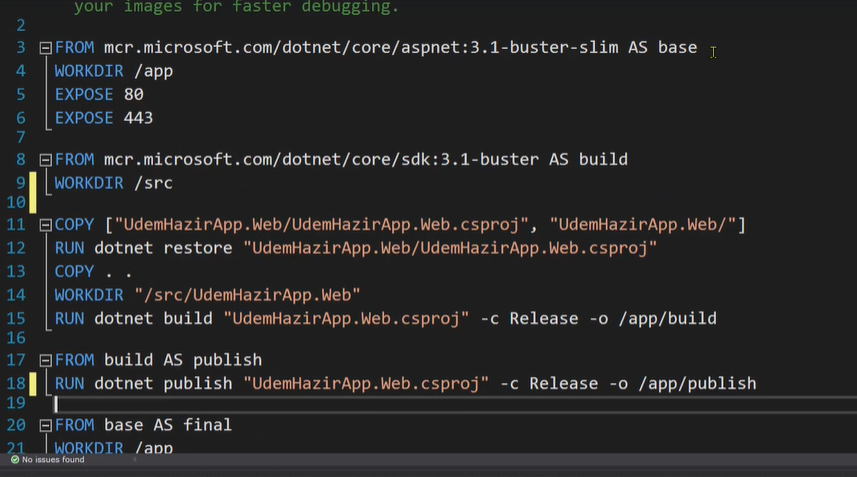 your images for faster debugging.
2
3 FROM mcr.microsoft.com/dotnet/core/aspnet:3.1-buster-slim AS base
4 WORKDIR /app
5 EXPOSE 80
6 EXPOSE 443
7
8 FROM mcr.microsoft.com/dotnet/core/sdk:3.1-buster AS build
9 WORKDIR /src
10
11 COPY ["UdemHazirApp.Web/UdemHazirApp.Web.csproj", "UdemHazirApp.Web/"]
12 RUN dotnet restore "UdemHazirApp.Web/UdemHazirApp.Web.csproj"
13 COPY . .
14 WORKDIR "/src/UdemHazirApp.Web"
15 RUN dotnet build "UdemHazirApp.Web.csproj" -c Release -o /app/build
16
17 FROM build AS publish
18 RUN dotnet publish "UdemHazirApp.Web.csproj" -c Release -o /app/publish
19
20 FROM base AS final
21 WORKDIR /app
No issues found